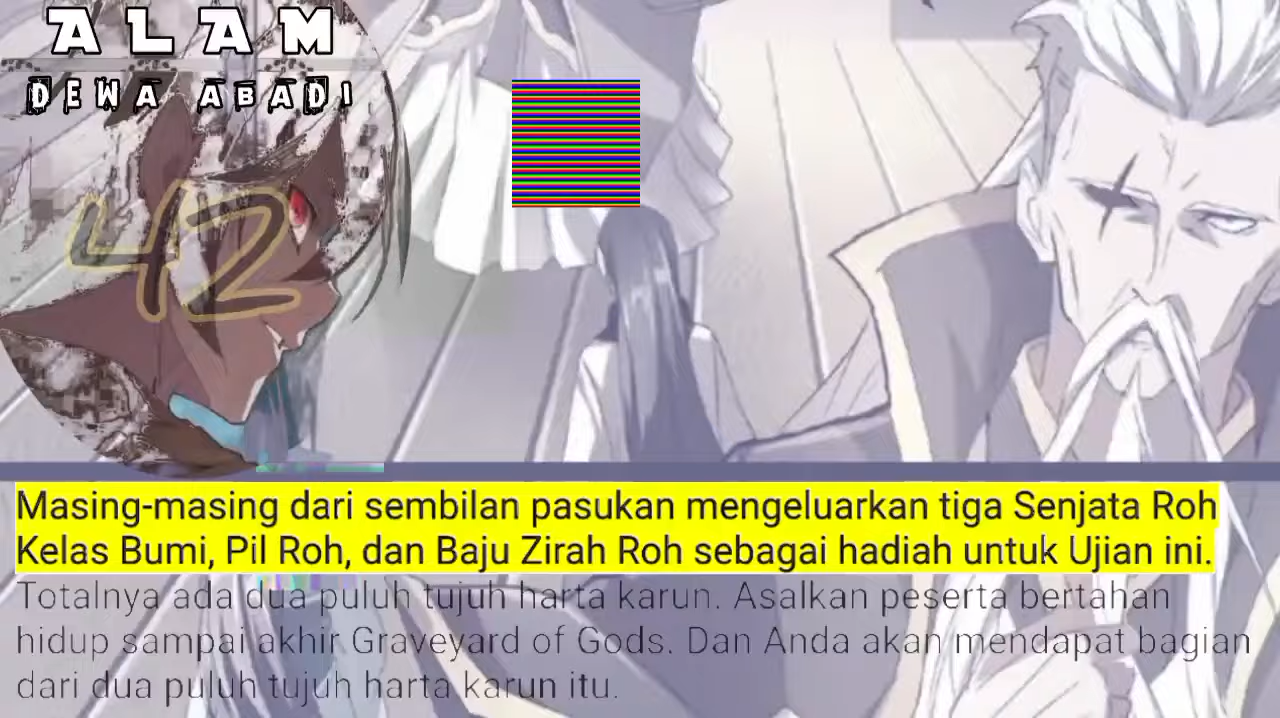 ALAM
DEWA ABADI
42
Masing-masing dari sembilan pasukan mengeluarkan tiga Senjata Roh
Kelas Bumi, Pil Roh, dan Baju Zirah Roh sebagai hadiah untuk Ujian ini.
Totalnya ada dua puluh tujuh harta karun. Asalkan peserta bertahan
hidup sampai akhir Graveyard of Gods. Dan Anda akan mendapat bagian
dari dua puluh tujuh harta karun itu.